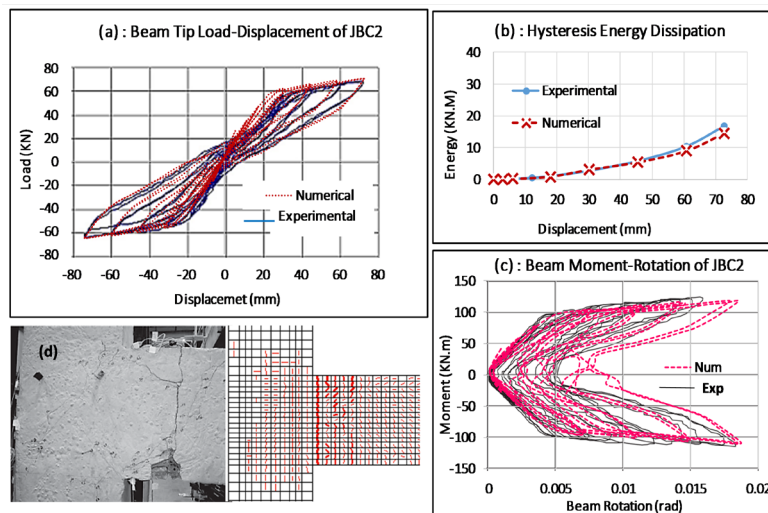 (a) : Beam Tip Load-Displacement of JBC2
Load (KN)
80
60
40
20
0
-20
-40
-60
-80
-80 -60 -40 -20 0 20 40 60 80
Numerical
Experimental
Displacemet (mm)
(b) : Hysteresis Energy Dissipation
Energy (KN.M)
40
30
20
10
0
0 10 20 30 40 50 60 70 80
Experimental
Numerical
Displacement (mm)
(c) : Beam Moment-Rotation of JBC2
Moment (KN.m)
150
100
50
0
-50
-100
-150
0 0.005 0.01 0.015 0.02
Num
Exp
Beam Rotation (rad)
(d)